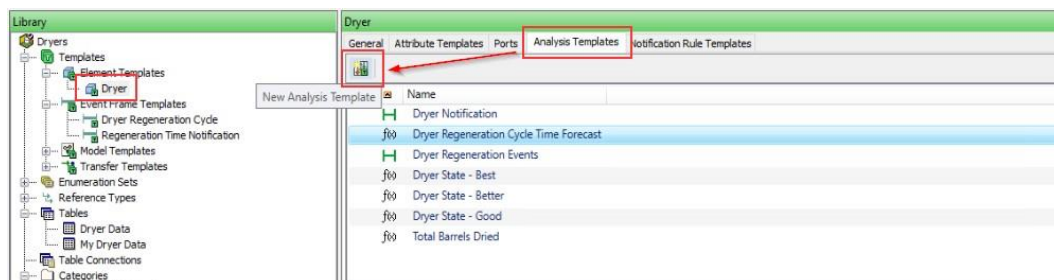 Library
Dryers
Templates
Element Templates
Dryer
Event Frame Templates
Dryer Regeneration Cycle
Regeneration Time Notification
Model Templates
Transfer Templates
Enumeration Sets
Reference Types
Tables
Dryer Data
My Dryer Data
Table Connections
Categories
Dryer
General Attribute Templates Ports Analysis Templates Notification Rule Templates
New Analysis Template
Name
Dryer Notification
f(x) Dryer Regeneration Cycle Time Forecast
Dryer Regeneration Events
f(x) Dryer State - Best
f(x) Dryer State - Better
f(x) Dryer State - Good
f(x) Total Barrels Dried